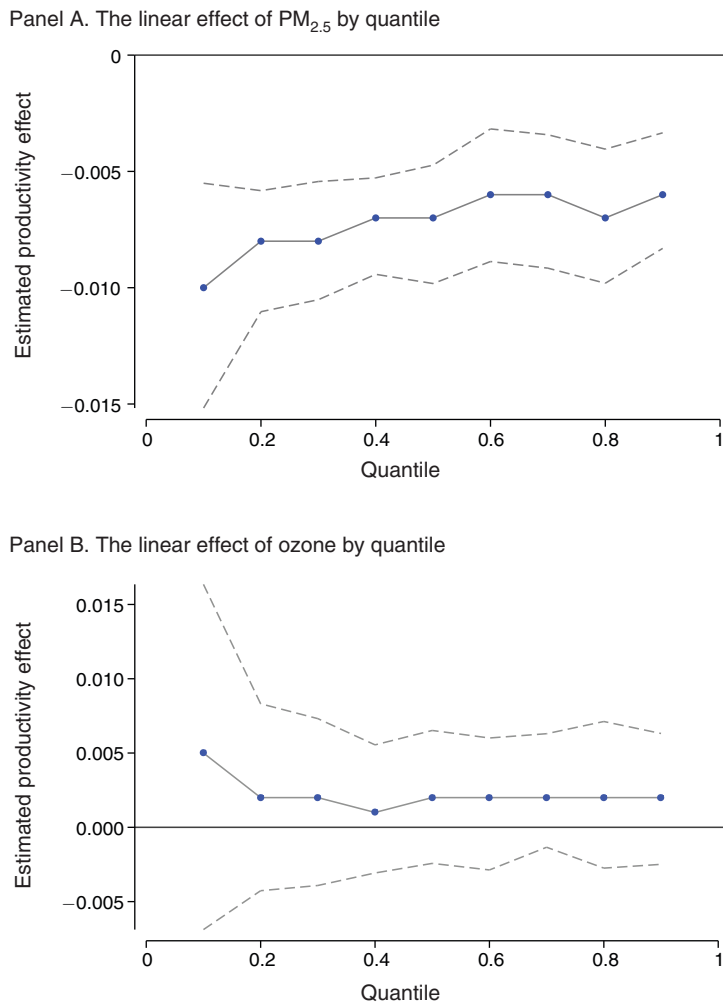 Panel A. The linear effect of PM2.5 by quantile
0
−0.005
−0.010
−0.015
Estimated productivity effect
0 0.2 0.4 0.6 0.8 1
Quantile
Panel B. The linear effect of ozone by quantile
0.015
0.010
0.005
0.000
−0.005
Estimated productivity effect
0 0.2 0.4 0.6 0.8 1
Quantile